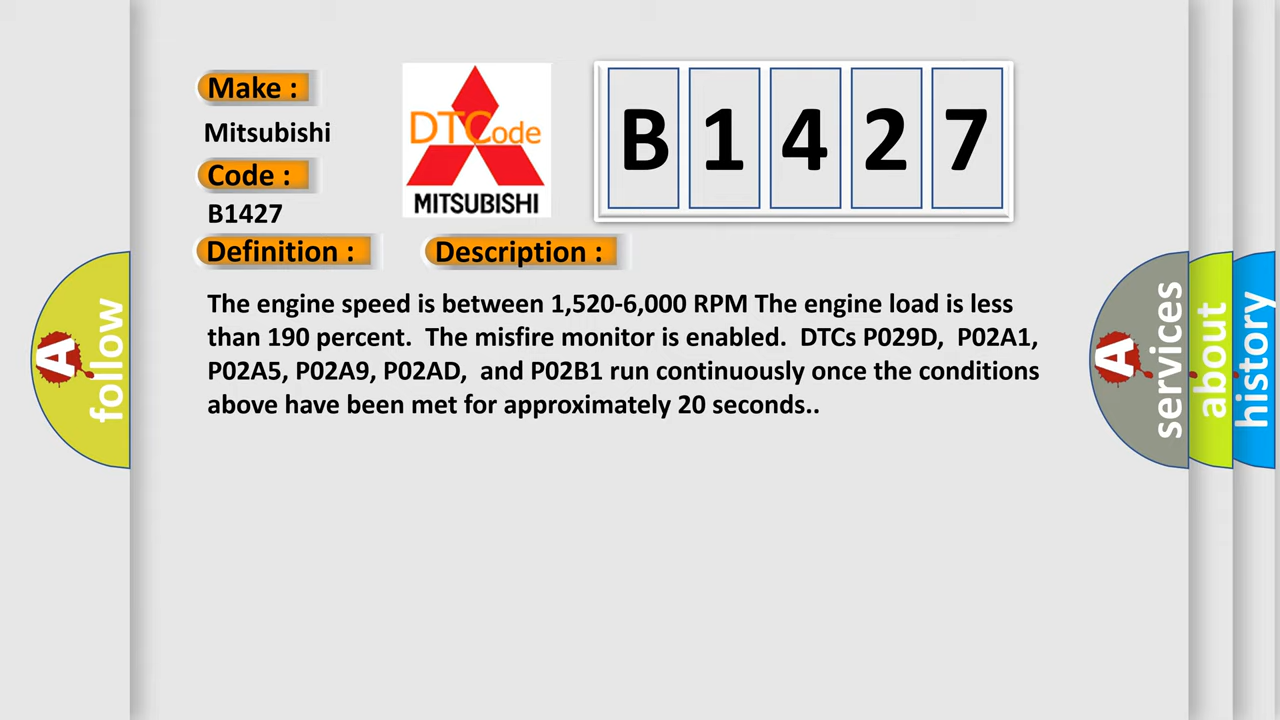 Make :
Mitsubishi
Code :
B1427
Definition :
Description :
DTCode
MITSUBISHI
B 1 4 2 7
The engine speed is between 1,520-6,000 RPM The engine load is less
than 190 percent  The misfire monitor is enabled  DTCs P029D,  P02A1,
P02A5, P02A9, P02AD,  and P02B1 run continuously once the conditions
above have been met for approximately 20 seconds..
A
follow
A
services
about
history